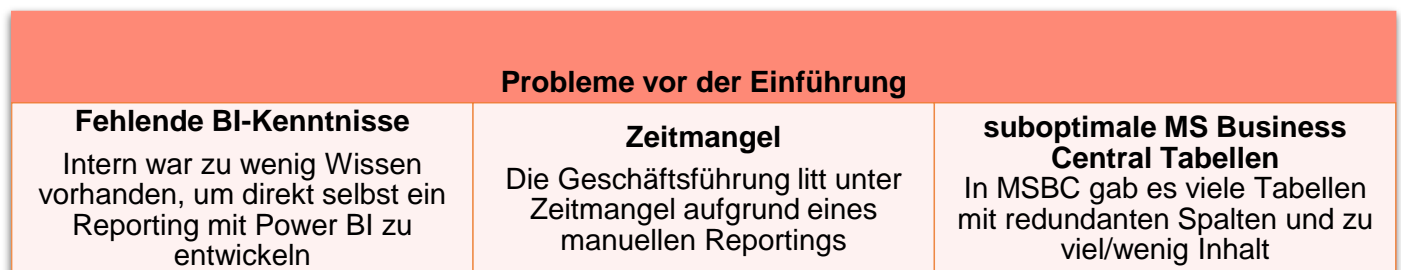 Probleme vor der Einführung
Fehlende BI-Kenntnisse
Intern war zu wenig Wissen
vorhanden, um direkt selbst ein
Reporting mit Power BI zu
entwickeln
Zeitmangel
Die Geschäftsführung litt unter
Zeitmangel aufgrund eines
manuellen Reportings
suboptimale MS Business
Central Tabellen
In MSBC gab es viele Tabellen
mit redundanten Spalten und zu
viel/wenig Inhalt